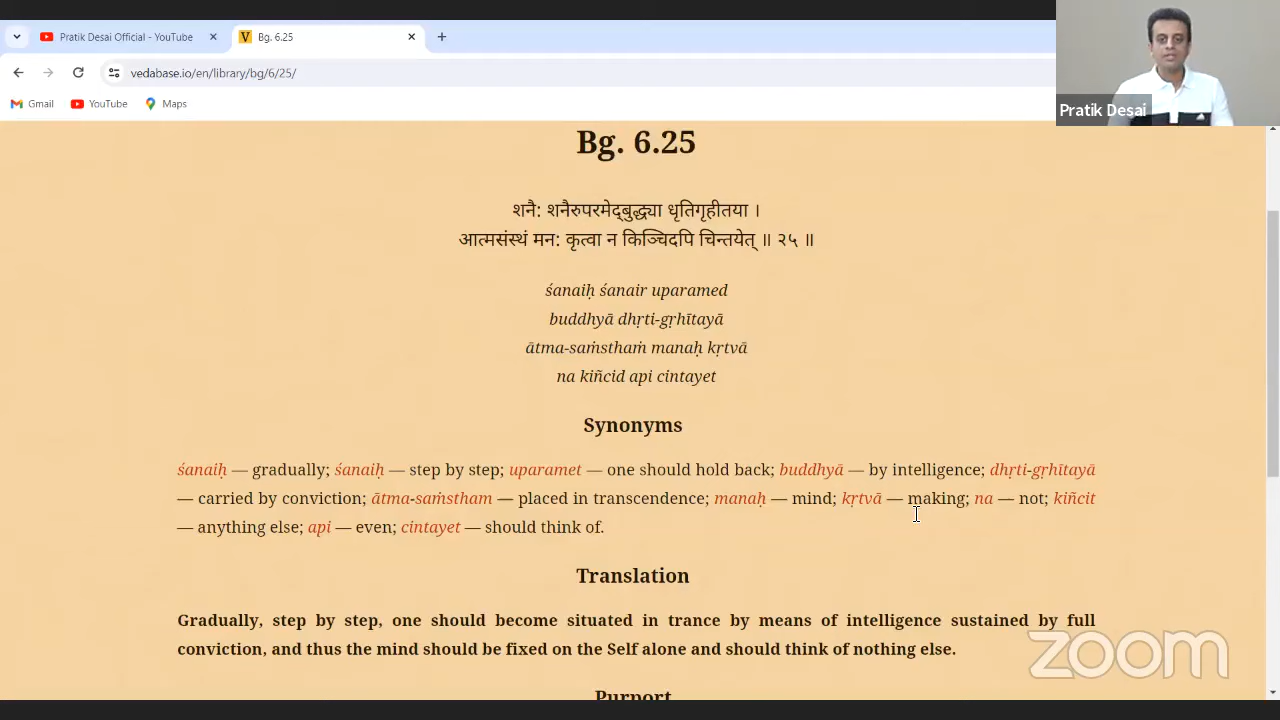 Pratik Desai Official - YouTube
Bg. 6.25
vedabase.io/en/library/bg/6/25/
Gmail YouTube Maps
Pratik Desai
Bg. 6.25
शनै: शनैरुपरमेद्‍बुद्ध्या धृतिगृहीतया ।
आत्मसंस्थं मन: कृत्वा न किञ्चिदपि चिन्तयेत् ॥ २५ ॥
śanaiḥ śanair uparamed
buddhyā dhṛti-gṛhītayā
ātma-saṁsthaṁ manaḥ kṛtvā
na kiñcid api cintayet
Synonyms
śanaiḥ — gradually; śanaiḥ — step by step; uparamet — one should hold back; buddhyā — by intelligence; dhṛti-gṛhītayā
— carried by conviction; ātma-saṁstham — placed in transcendence; manaḥ — mind; kṛtvā — making; na — not; kiñcit
— anything else; api — even; cintayet — should think of.
Translation
Gradually, step by step, one should become situated in trance by means of intelligence sustained by full
conviction, and thus the mind should be fixed on the Self alone and should think of nothing else.
Purport
zoom